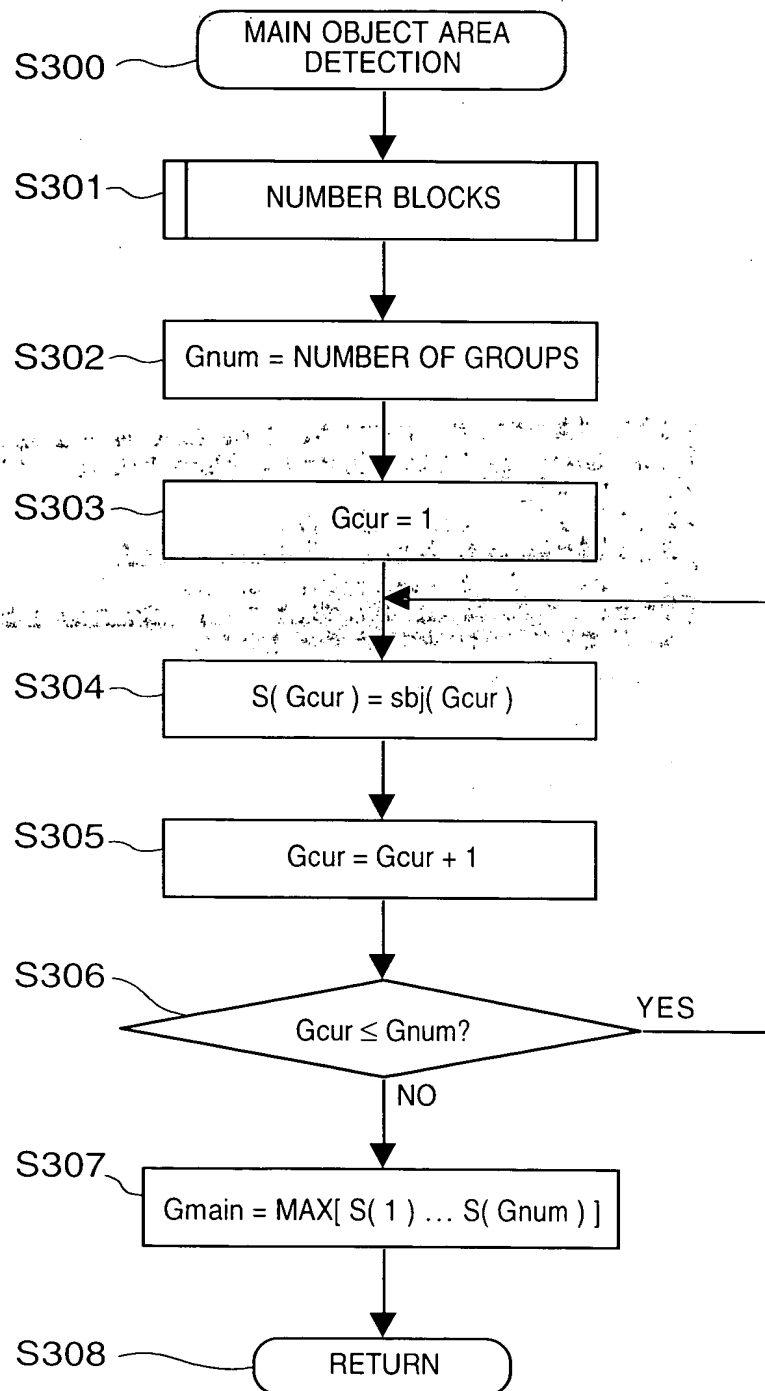 MAIN OBJECT AREA
DETECTION
S300
S301
NUMBER BLOCKS
S302
Gnum = NUMBER OF GROUPS
S303
Gcur = 1
S304
S( Gcur ) = sbj( Gcur )
S305
Gcur = Gcur + 1
S306
Gcur ≤ Gnum?
YES
NO
S307
Gmain = MAX[ S( 1 ) ... S( Gnum ) ]
S308
RETURN